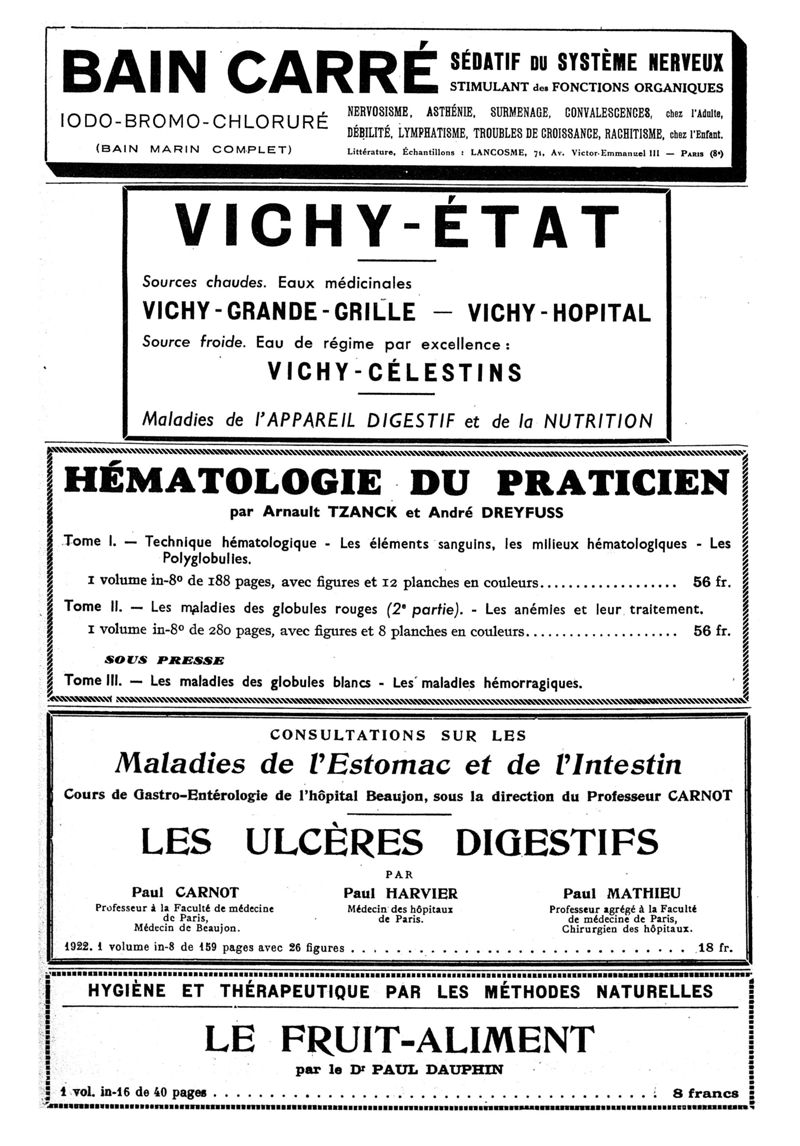 BAIN CARRÉ
SÉDATIF DU SYSTÈME NERVEUX
STIMULANT des FONCTIONS ORGANIQUES
IODO-BROMO-CHLORURÉ
(BAIN MARIN COMPLET)
NERVOSISME, ASTHÉNIE, SURMENAGE, CONVALESCENCES, chez l'Adulte,
DÉBILITÉ, LYMPHATISME, TROUBLES DE CROISSANCE, RACHITISME, chez l'Enfant.
Littérature, Échantillons : LANCOSME, 71, Av. Victor-Emmanuel III — PARIS (8e)
VICHY-ÉTAT
Sources chaudes. Eaux médicinales
VICHY-GRANDE-GRILLE — VICHY-HOPITAL
Source froide. Eau de régime par excellence :
VICHY-CÉLESTINS
Maladies de l'APPAREIL DIGESTIF et de la NUTRITION
HÉMATOLOGIE DU PRATICIEN
par Arnault TZANCK et André DREYFUSS
Tome I. — Technique hématologique - Les éléments sanguins, les milieux hématologiques - Les
Polyglobulies.
1 volume in-8º de 188 pages, avec figures et 12 planches en couleurs.................. 56 fr.
Tome II. — Les maladies des globules rouges (2e partie). - Les anémies et leur traitement.
1 volume in-8º de 280 pages, avec figures et 8 planches en couleurs.................... 56 fr.
SOUS PRESSE
Tome III. — Les maladies des globules blancs - Les maladies hémorragiques.
CONSULTATIONS SUR LES
Maladies de l'Estomac et de l'Intestin
Cours de Gastro-Entérologie de l'hôpital Beaujon, sous la direction du Professeur CARNOT
LES ULCÈRES DIGESTIFS
PAR
Paul CARNOT
Professeur à la Faculté de médecine
de Paris,
Médecin de Beaujon.
Paul HARVIER
Médecin des hôpitaux
de Paris.
Paul MATHIEU
Professeur agrégé à la Faculté
de médecine de Paris,
Chirurgien des hôpitaux.
1922. 1 volume in-8 de 159 pages avec 26 figures . . . . . . . . . . . . . . . . . . . . . . . . . . . . . 18 fr.
HYGIÈNE ET THÉRAPEUTIQUE PAR LES MÉTHODES NATURELLES
LE FRUIT-ALIMENT
par le Dr PAUL DAUPHIN
1 vol. in-16 de 40 pages . . . . . . . . . . . . . . . . . . . . . . . . . . . . . . . . . . . . . 8 francs